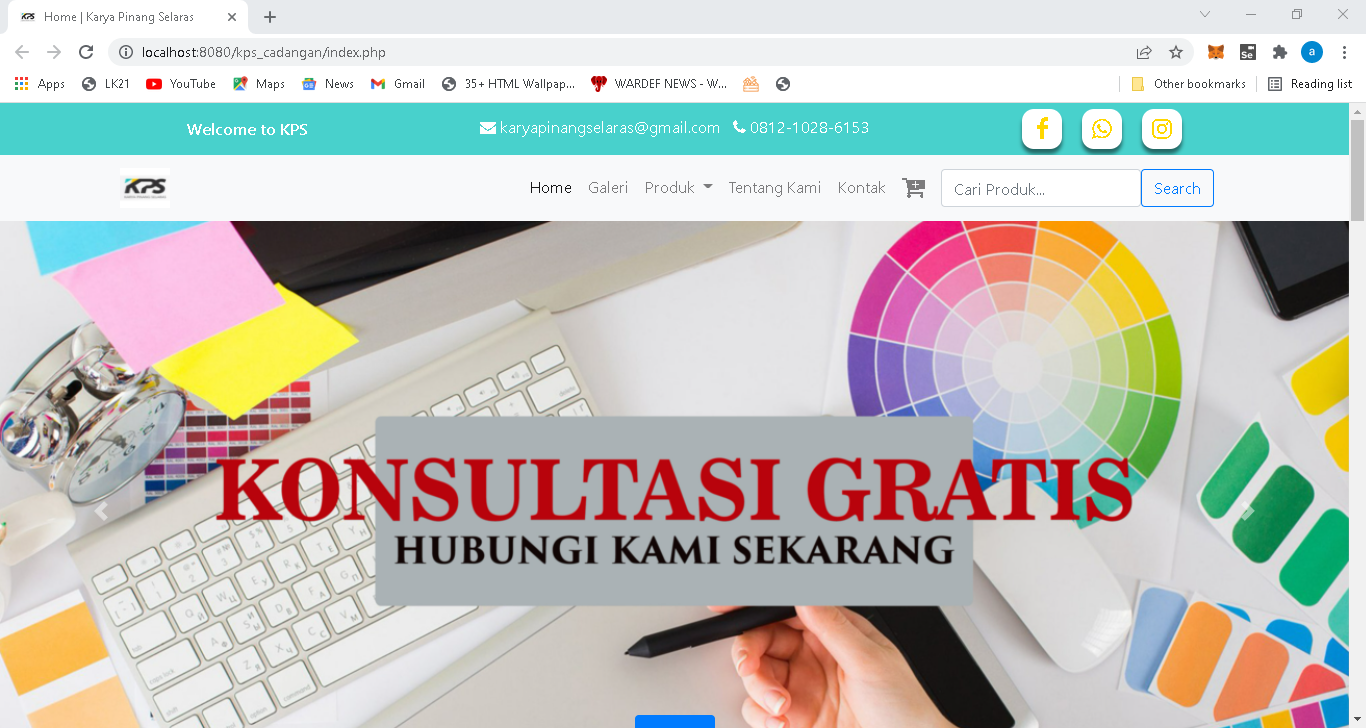 Home | Karya Pinang Selaras
localhost:8080/kps_cadangan/index.php
Se
a
Apps LK21 YouTube Maps News Gmail 35+ HTML Wallpap... WARDEF NEWS - W... Other bookmarks Reading list
Welcome to KPS karyapinangselaras@gmail.com 0812-1028-6153
KPS
Home Galeri Produk Tentang Kami Kontak Cari Produk... Search
KONSULTASI GRATIS
HUBUNGI KAMI SEKARANG